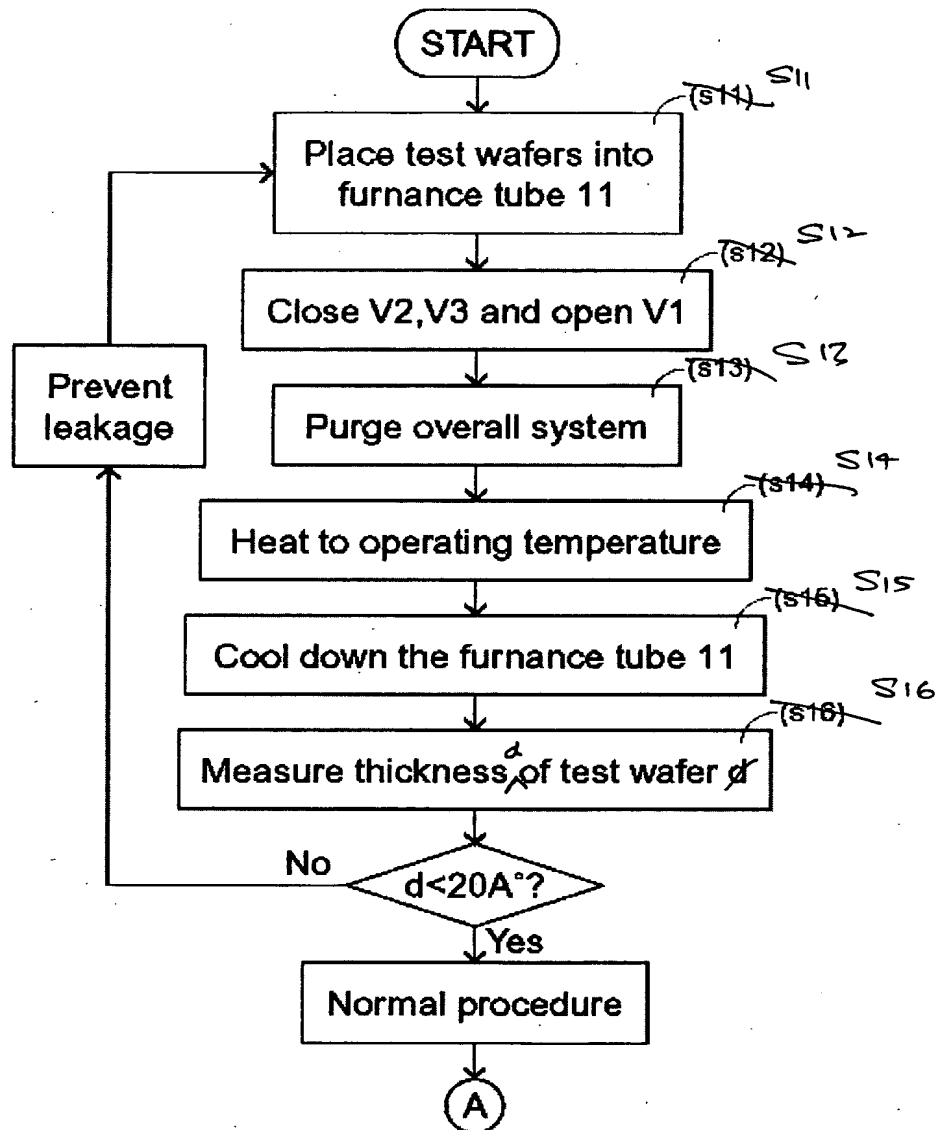 START
(s11) S11
Place test wafers into
furnance tube 11
(s12) S12
Close V2,V3 and open V1
(s13) S13
Prevent
leakage
Purge overall system
(s14) S14
Heat to operating temperature
(s15) S15
Cool down the furnance tube 11
(s16) S16
Measure thickness d of test wafer d
No
d<20A°?
Yes
Normal procedure
A